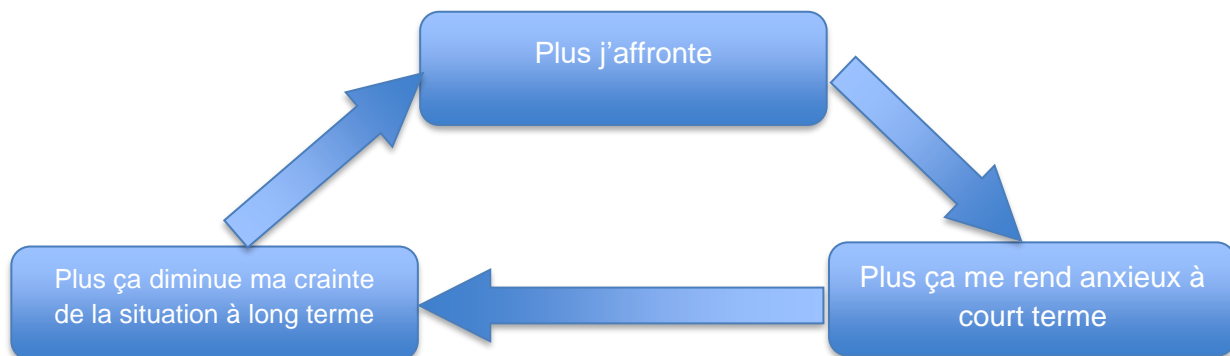 Plus j’affronte
Plus ça diminue ma crainte
de la situation à long terme
Plus ça me rend anxieux à
court terme